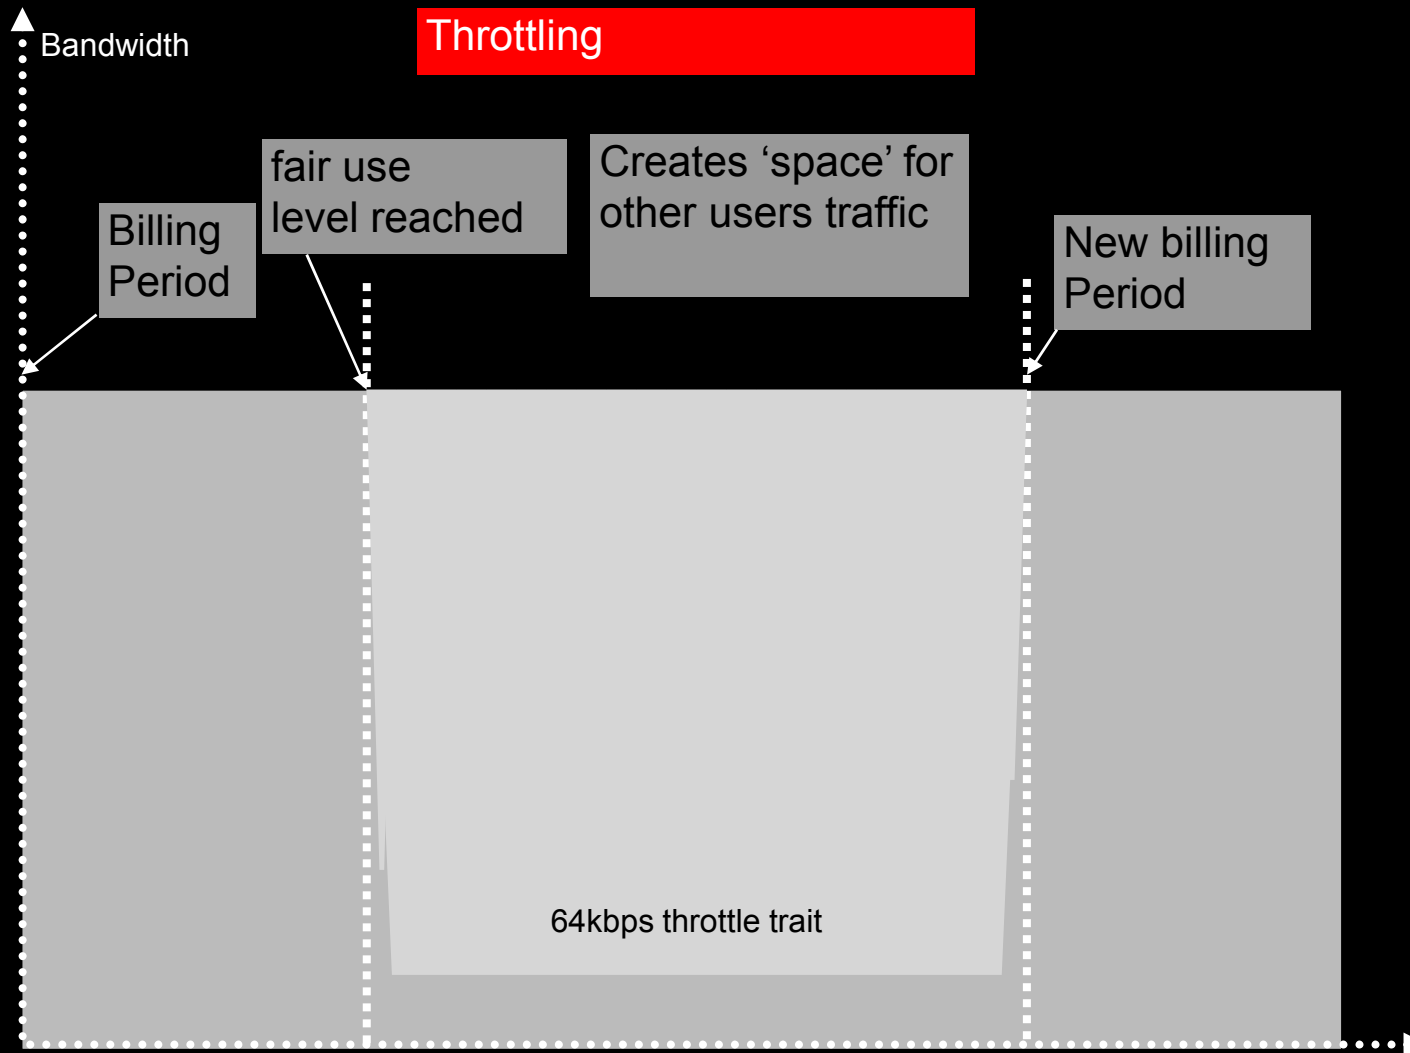 Bandwidth
Throttling
fair use
level reached
Creates ‘space’ for
other users traffic
Billing
Period
New billing
Period
64kbps throttle trait